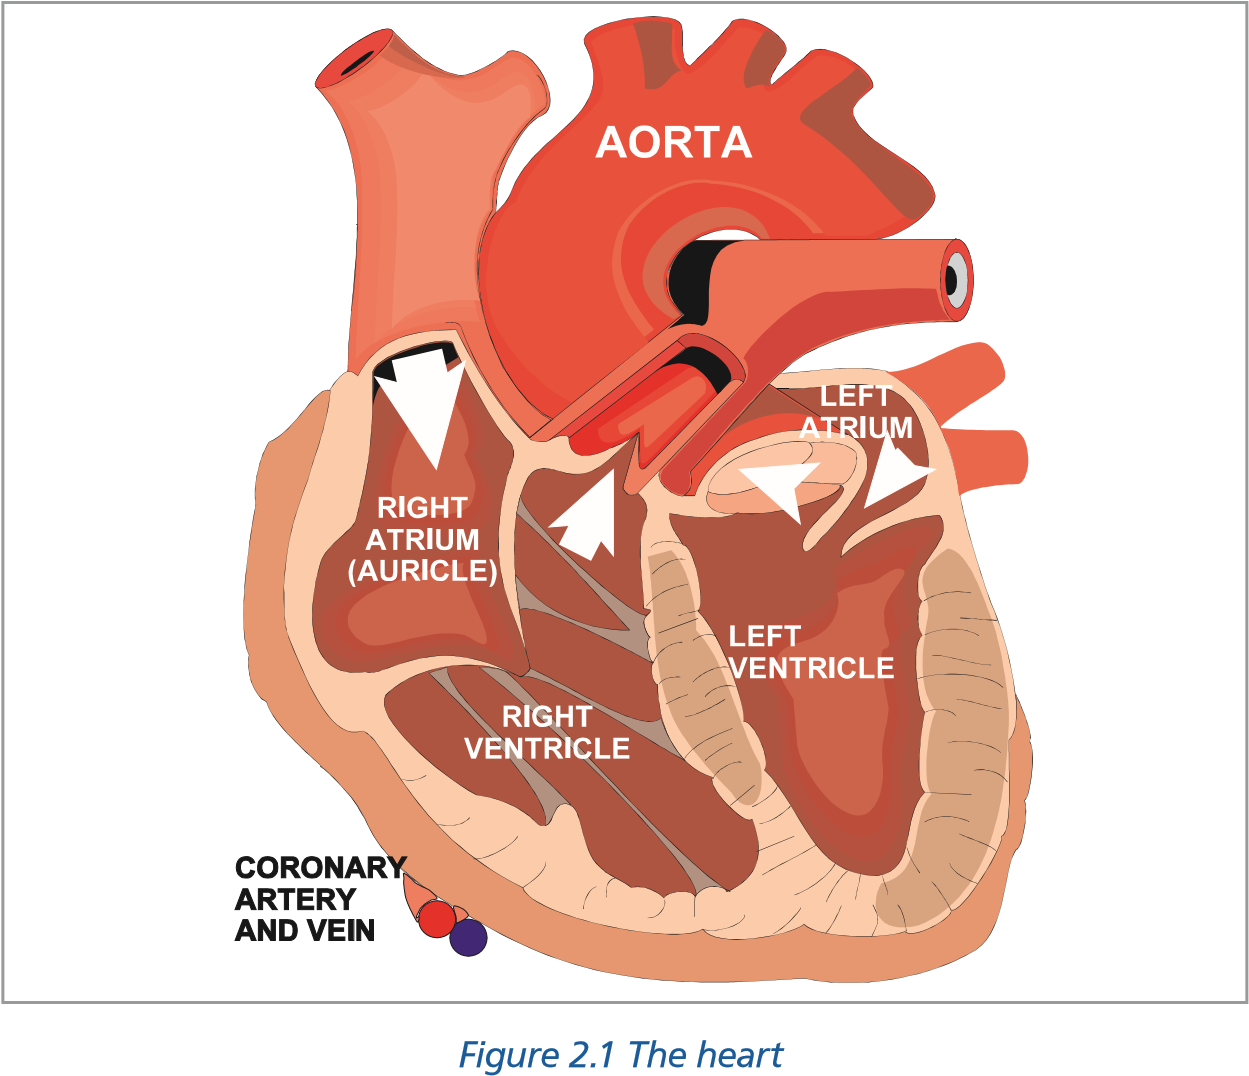 AORTA
LEFT
ATRIUM
RIGHT
ATRIUM
(AURICLE)
LEFT
VENTRICLE
RIGHT
VENTRICLE
CORONARY
ARTERY
AND VEIN
Figure 2.1 The heart